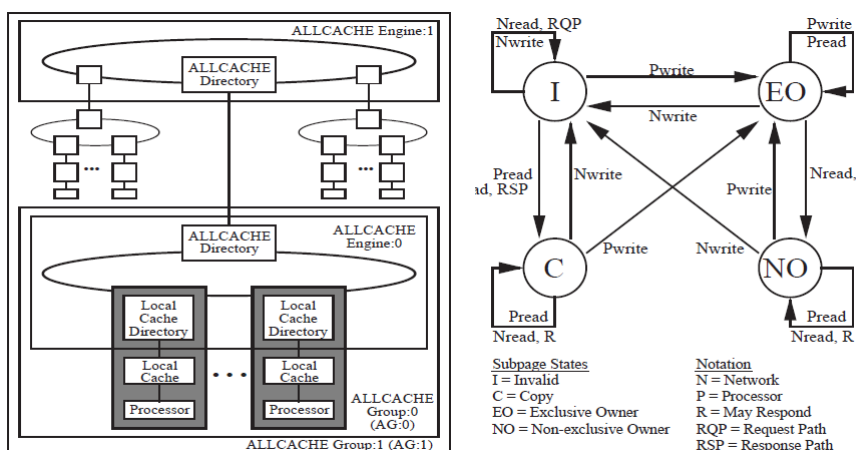 ALLCACHE Engine:1
ALLCACHE
Directory
...
...
ALLCACHE
Engine:0
ALLCACHE
Directory
Local
Cache
Directory
Local
Cache
Directory
Local
Cache
...
Local
Cache
Processor
Processor
ALLCACHE
Group:0
(AG:0)
ALLCACHE Group:1 (AG:1)
Nread, RQP
Nwrite
Pwrite
Pread
I
Pwrite
EO
Nwrite
Pread
ad, RSP
Nwrite
Pwrite
Nread,
C
Pwrite
Nwrite
NO
Pread
Nread, R
Pread
Nread, R
Subpage States
I = Invalid
C = Copy
EO = Exclusive Owner
NO = Non-exclusive Owner
Notation
N = Network
P = Processor
R = May Respond
RQP = Request Path
RSP = Response Path